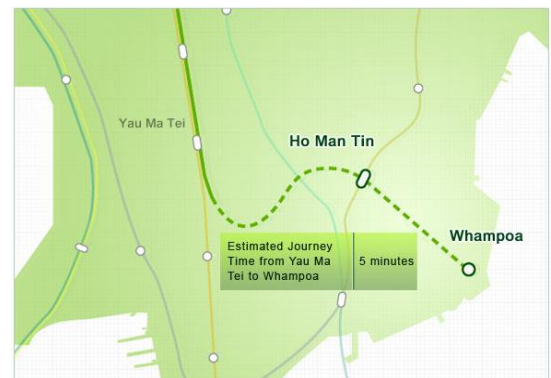 Yau Ma Tei
Ho Man Tin
Whampoa
Estimated Journey
Time from Yau Ma
Tei to Whampoa
5 minutes